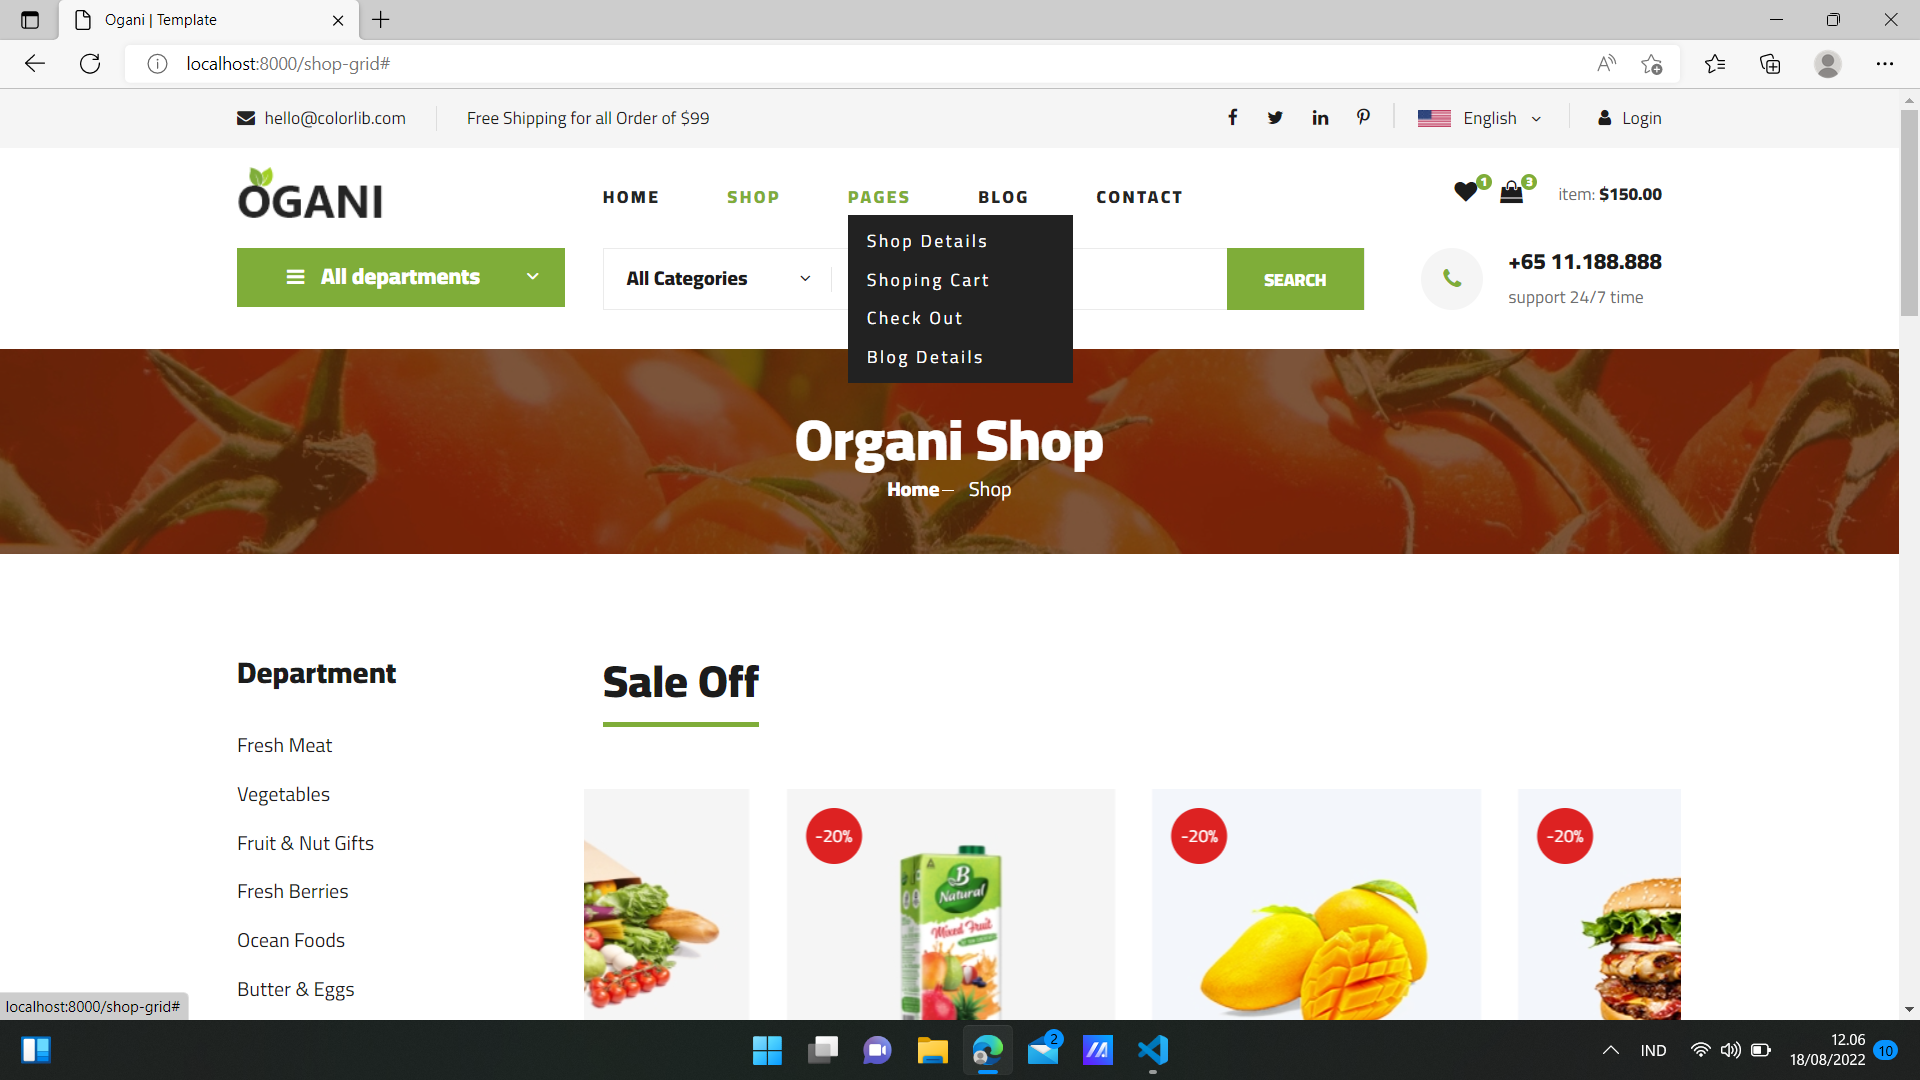 Ogani | Template
localhost:8000/shop-grid#
hello@colorlib.com
Free Shipping for all Order of $99
English
Login
OGANI
HOME
SHOP
PAGES
BLOG
CONTACT
1
3
item: $150.00
Shop Details
Shoping Cart
Check Out
Blog Details
All departments
All Categories
SEARCH
+65 11.188.888
support 24/7 time
Organi Shop
Home
Shop
Department
Fresh Meat
Vegetables
Fruit & Nut Gifts
Fresh Berries
Ocean Foods
Butter & Eggs
Sale Off
-20%
B
Natural
Mixed Fruit
-20%
-20%
localhost:8000/shop-grid#
2
IND
12.06
18/08/2022
10